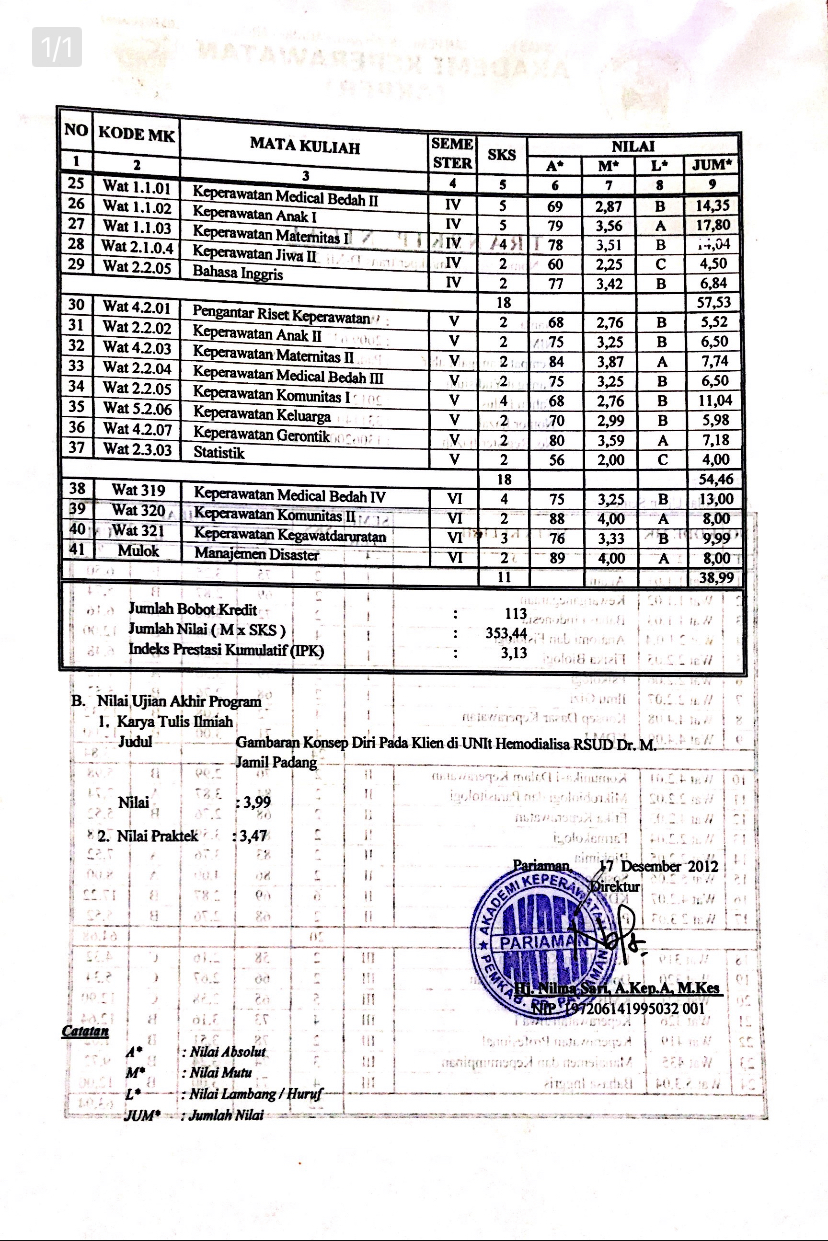 1/1
NO KODE MK MATA KULIAH SEME STER SKS NILAI
A* M* L* JUM*
1 2 3 4 5 6 7 8 9
25 Wat 1.1.01 Keperawatan Medical Bedah II IV 5 69 2,87 B 14,35
26 Wat 1.1.02 Keperawatan Anak I IV 5 79 3,56 A 17,80
27 Wat 1.1.03 Keperawatan Maternitas I IV 4 78 3,51 B 14,04
28 Wat 2.1.0.4 Keperawatan Jiwa II IV 2 60 2,25 C 4,50
29 Wat 2.2.05 Bahasa Inggris IV 2 77 3,42 B 6,84
18 57,53
30 Wat 4.2.01 Pengantar Riset Keperawatan V 2 68 2,76 B 5,52
31 Wat 2.2.02 Keperawatan Anak II V 2 75 3,25 B 6,50
32 Wat 4.2.03 Keperawatan Maternitas II V 2 84 3,87 A 7,74
33 Wat 2.2.04 Keperawatan Medical Bedah III V 2 75 3,25 B 6,50
34 Wat 2.2.05 Keperawatan Komunitas I V 4 68 2,76 B 11,04
35 Wat 5.2.06 Keperawatan Keluarga V 2 70 2,99 B 5,98
36 Wat 4.2.07 Keperawatan Gerontik V 2 80 3,59 A 7,18
37 Wat 2.3.03 Statistik V 2 56 2,00 C 4,00
18 54,46
38 Wat 319 Keperawatan Medical Bedah IV VI 4 75 3,25 B 13,00
39 Wat 320 Keperawatan Komunitas II VI 2 88 4,00 A 8,00
40 Wat 321 Keperawatan Kegawatdaruratan VI 3 76 3,33 B 9,99
41 Mulok Manajemen Disaster VI 2 89 4,00 A 8,00
11 38,99
Jumlah Bobot Kredit : 113
Jumlah Nilai ( M x SKS ) : 353,44
Indeks Prestasi Kumulatif (IPK) : 3,13
B. Nilai Ujian Akhir Program
1. Karya Tulis Ilmiah
Judul Gambaran Konsep Diri Pada Klien di UNIt Hemodialisa RSUD Dr. M.
Jamil Padang
Nilai : 3,99
2. Nilai Praktek : 3,47
Pariaman, 17 Desember 2012
Direktur
AKADEMI KEPERAWATAN
AKPER
PARIAMAN
PEMKAB. PD. PARIAMAN
Hj. Nilma Sari, A.Kep.A, M.Kes
NIP. 197206141995032 001
Catatan
A* : Nilai Absolut
M* : Nilai Mutu
L* : Nilai Lambang / Huruf
JUM* : Jumlah Nilai